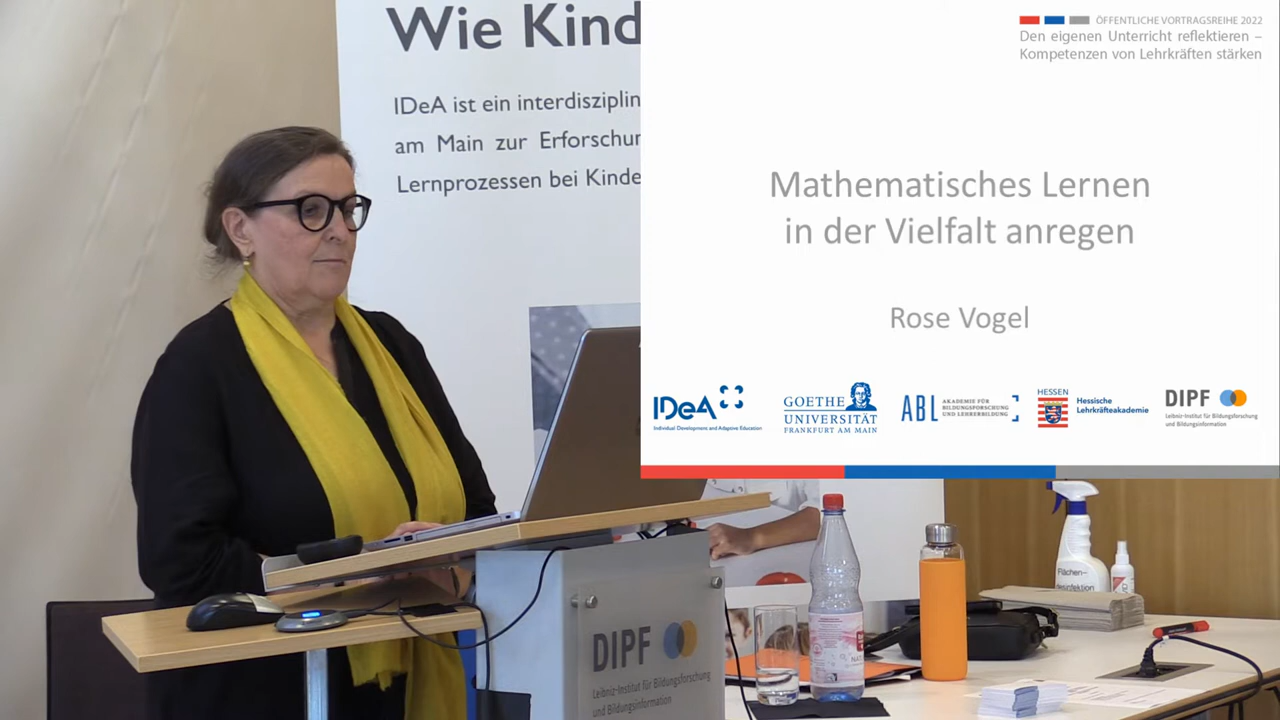 Wie Kind
IDeA ist ein interdisziplin
am Main zur Erforschun
Lernprozessen bei Kinde
ÖFFENTLICHE VORTRAGSREIHE 2022
Den eigenen Unterricht reflektieren –
Kompetenzen von Lehrkräften stärken
Mathematisches Lernen
in der Vielfalt anregen
Rose Vogel
IDeA
Individual Development and Adaptive Education
GOETHE
UNIVERSITÄT
FRANKFURT AM MAIN
ABL
AKADEMIE FÜR
BILDUNGSFORSCHUNG
UND LEHRERBILDUNG
HESSEN
Hessische
Lehrkräfteakademie
DIPF
Leibniz-Institut für Bildungsforschung
und Bildungsinformation
DIPF
Leibniz-Institut für Bildungsforschung
und Bildungsinformation
Flächen-
desinfektion